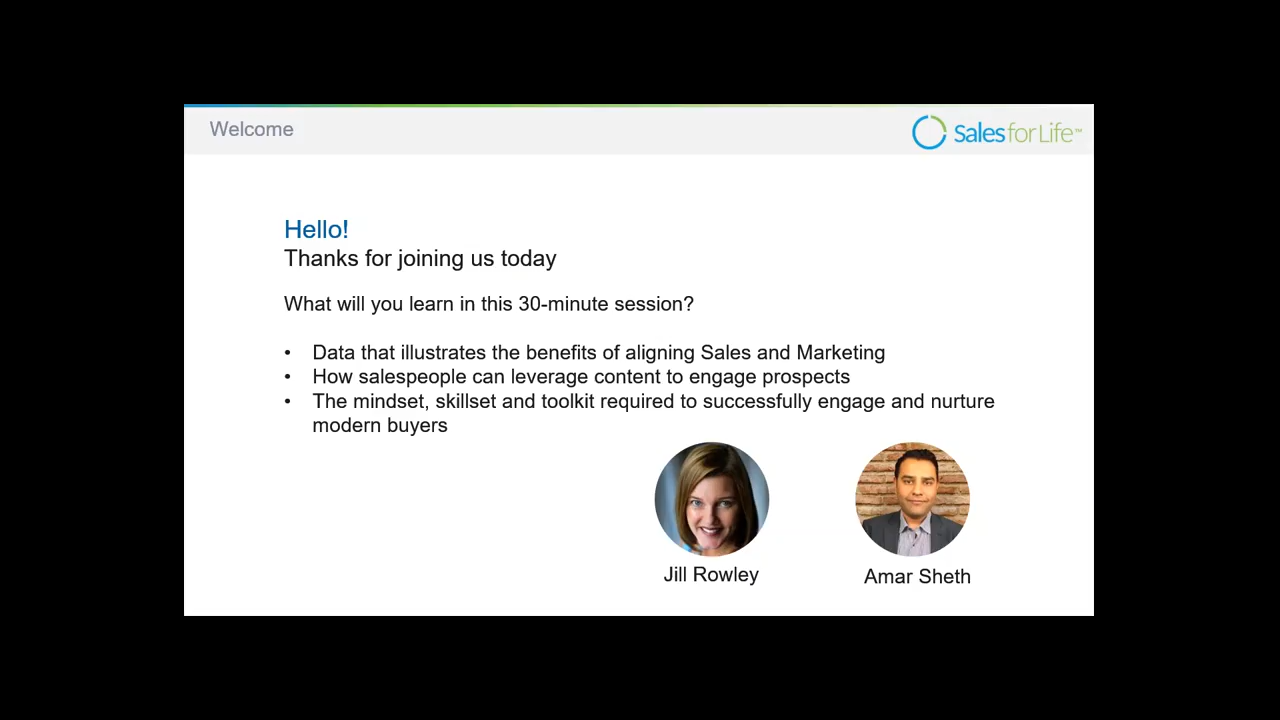 Welcome
Sales for Life™
Hello!
Thanks for joining us today
What will you learn in this 30-minute session?
• Data that illustrates the benefits of aligning Sales and Marketing
• How salespeople can leverage content to engage prospects
• The mindset, skillset and toolkit required to successfully engage and nurture
modern buyers
Jill Rowley
Amar Sheth